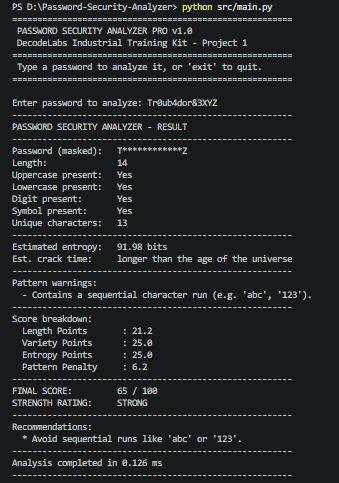 PS D:\Password-Security-Analyzer> python src/main.py
======================================================
PASSWORD SECURITY ANALYZER PRO v1.0
DecodeLabs Industrial Training Kit - Project 1
======================================================
Type a password to analyze it, or 'exit' to quit.
------------------------------------------------------
Enter password to analyze: Tr0ub4dor&3XYZ
------------------------------------------------------
PASSWORD SECURITY ANALYZER - RESULT
------------------------------------------------------
Password (masked):   T************Z
Length:              14
Uppercase present:   Yes
Lowercase present:   Yes
Digit present:       Yes
Symbol present:      Yes
Unique characters:   13
------------------------------------------------------
Estimated entropy:   91.98 bits
Est. crack time:     longer than the age of the universe
------------------------------------------------------
Pattern warnings:
  - Contains a sequential character run (e.g. 'abc', '123').
------------------------------------------------------
Score breakdown:
  Length Points       : 21.2
  Variety Points      : 25.0
  Entropy Points      : 25.0
  Pattern Penalty     : 6.2
------------------------------------------------------
FINAL SCORE:         65 / 100
STRENGTH RATING:     STRONG
------------------------------------------------------
Recommendations:
  * Avoid sequential runs like 'abc' or '123'.
------------------------------------------------------
Analysis completed in 0.126 ms
------------------------------------------------------